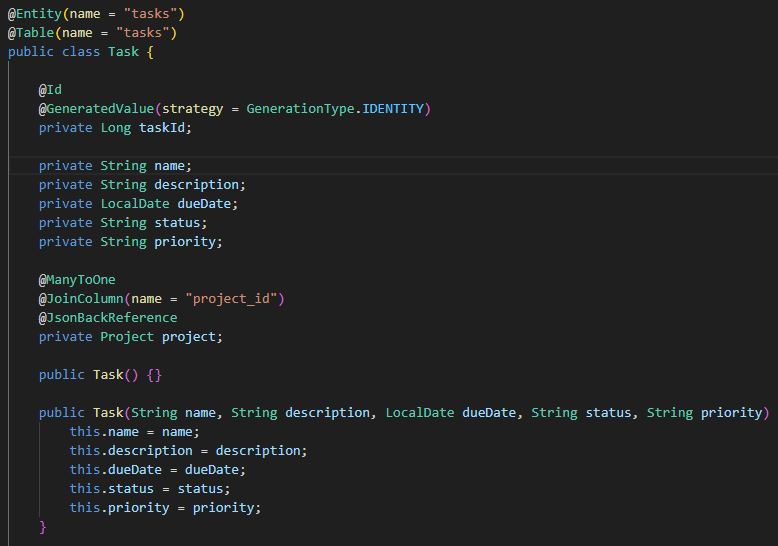 @Entity(name = "tasks")
@Table(name = "tasks")
public class Task {
@Id
@GeneratedValue(strategy = GenerationType.IDENTITY)
private Long taskId;
private String name;
private String description;
private LocalDate dueDate;
private String status;
private String priority;
@ManyToOne
@JoinColumn(name = "project_id")
@JsonBackReference
private Project project;
public Task() {}
public Task(String name, String description, LocalDate dueDate, String status, String priority)
this.name = name;
this.description = description;
this.dueDate = dueDate;
this.status = status;
this.priority = priority;
}